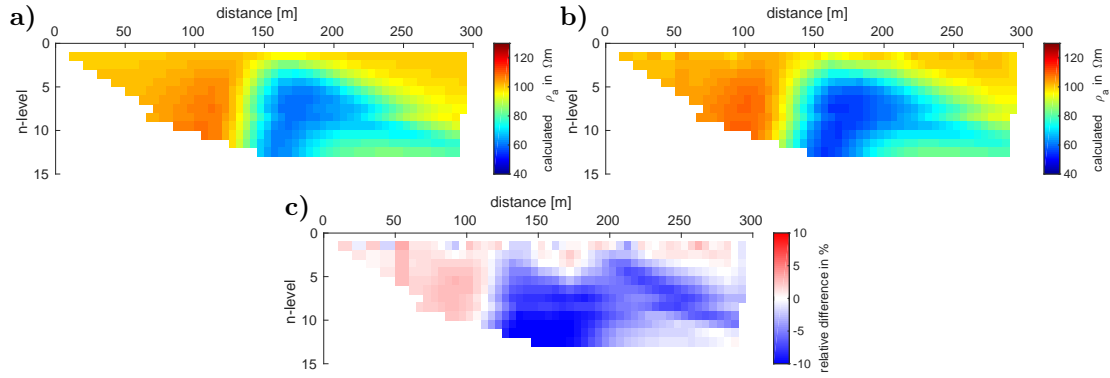 a)
distance [m]
0 50 100 150 200 250 300
0
5
10
15
n-level
120
100
80
60
40
calculated ρa in Ωm
b)
distance [m]
0 50 100 150 200 250 300
0
5
10
15
n-level
120
100
80
60
40
calculated ρa in Ωm
c)
distance [m]
0 50 100 150 200 250 300
0
5
10
15
n-level
10
5
0
-5
-10
relative difference in %